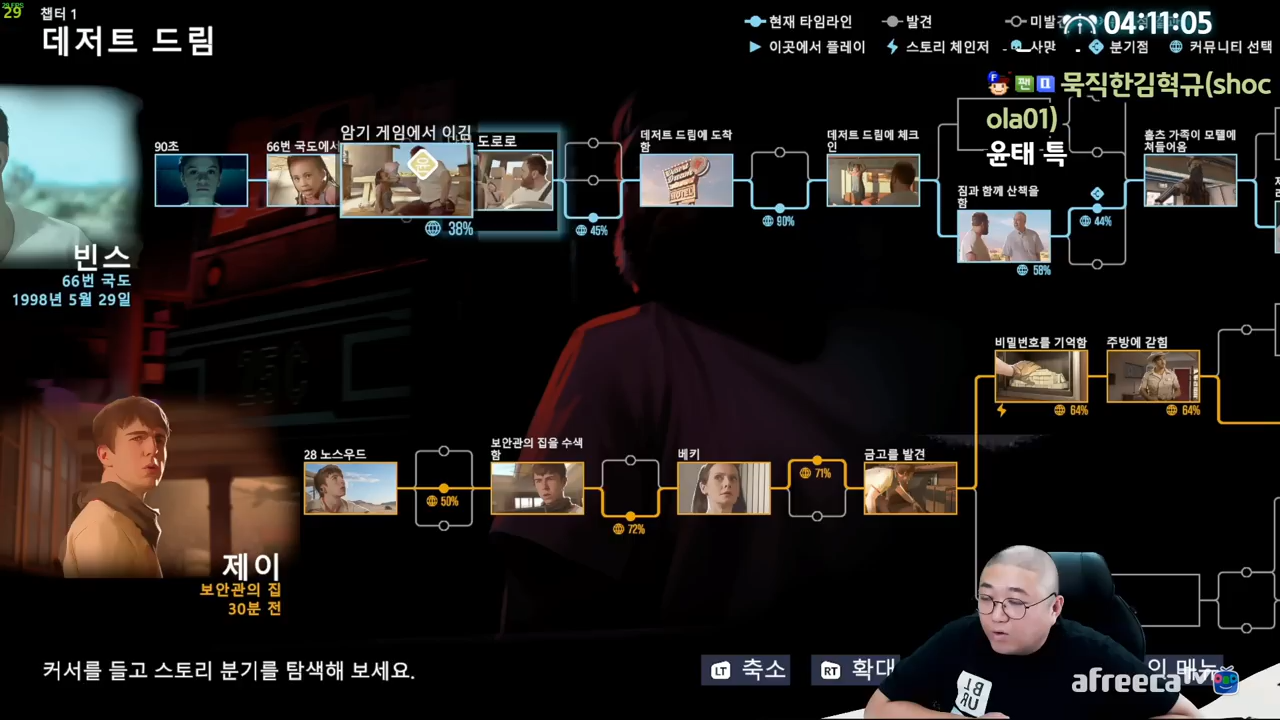 29 FPS
29
챕터 1
데저트 드림
현재 타임라인
발견
04:11:05
이곳에서 플레이
스토리 체인저
사망
분기점
커뮤니티 선택
묵직한김혁규(shoc
ola01)
윤태 특
90초
66번 국도에서
암기 게임에서 이김
도로로
38%
45%
데저트 드림에 도착
함
90%
데저트 드림에 체크
인
짐과 함께 산책을
함
58%
44%
홀츠 가족이 모텔에
쳐들어옴
빈스
66번 국도
1998년 5월 29일
비밀번호를 기억함
64%
주방에 갇힘
64%
28 노스우드
50%
보안관의 집을 수색
함
72%
베키
71%
금고를 발견
제이
보안관의 집
30분 전
커서를 들고 스토리 분기를 탐색해 보세요.
LT 축소
RT 확대
인 메뉴
BL
UR
afreecaTV